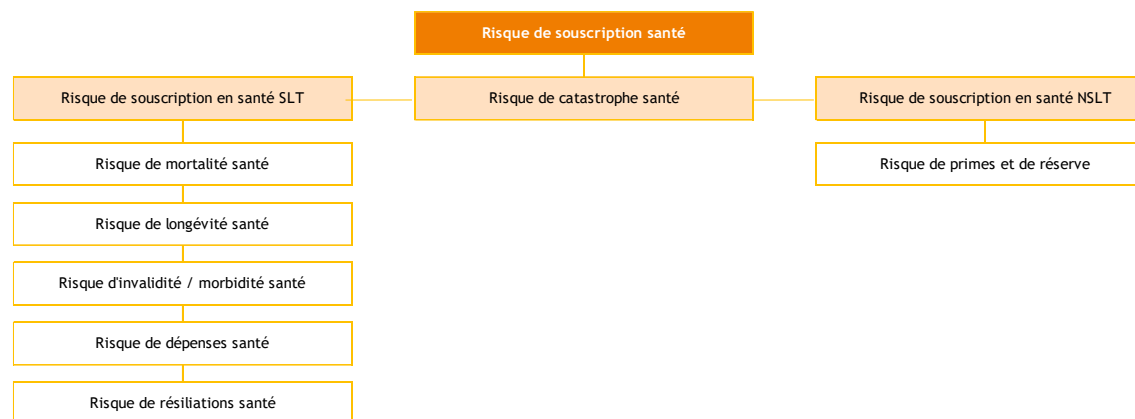 Risque de souscription santé
Risque de souscription en santé SLT
Risque de catastrophe santé
Risque de souscription en santé NSLT
Risque de mortalité santé
Risque de primes et de réserve
Risque de longévité santé
Risque d'invalidité / morbidité santé
Risque de dépenses santé
Risque de résiliations santé